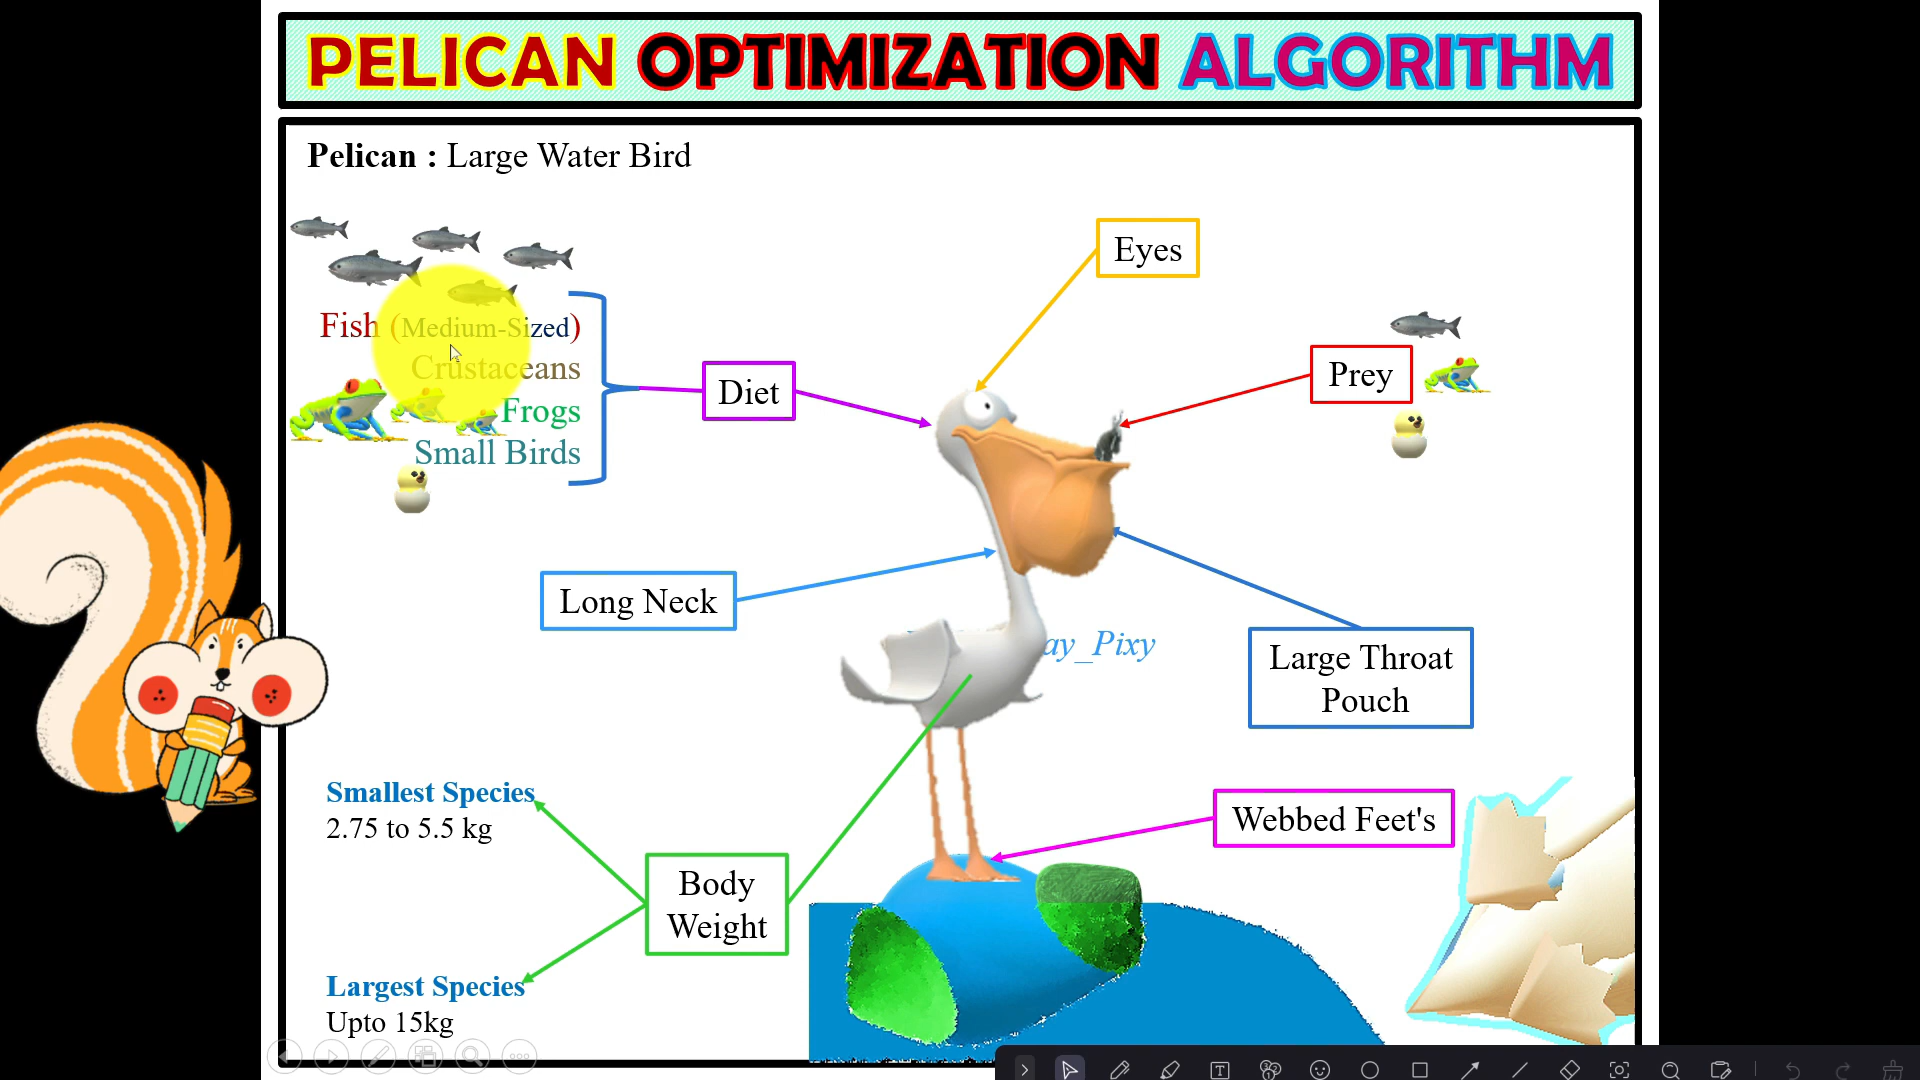 PELICAN OPTIMIZATION ALGORITHM
Pelican : Large Water Bird
Eyes
Fish (Medium-Sized)
Crustaceans
Frogs
Small Birds
Diet
Prey
Long Neck
ay_Pixy
Large Throat
Pouch
Smallest Species
2.75 to 5.5 kg
Webbed Feet's
Body
Weight
Largest Species
Upto 15kg